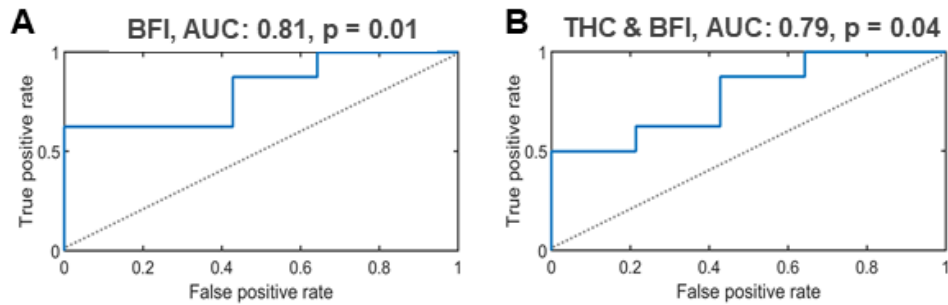 A
BFI, AUC: 0.81, p = 0.01
1
0.5
0
True positive rate
0 0.2 0.4 0.6 0.8 1
False positive rate
B
THC & BFI, AUC: 0.79, p = 0.04
1
0.5
0
True positive rate
0 0.2 0.4 0.6 0.8 1
False positive rate